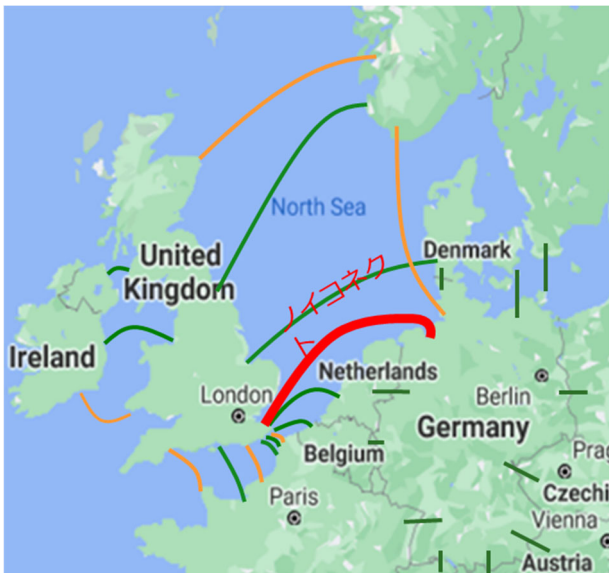 North Sea
United
Kingdom
Denmark
ノイコネク
ト
Ireland
Netherlands
London
Berlin
Germany
Belgium
Prag
Paris
Czechi
Vienna
Austria